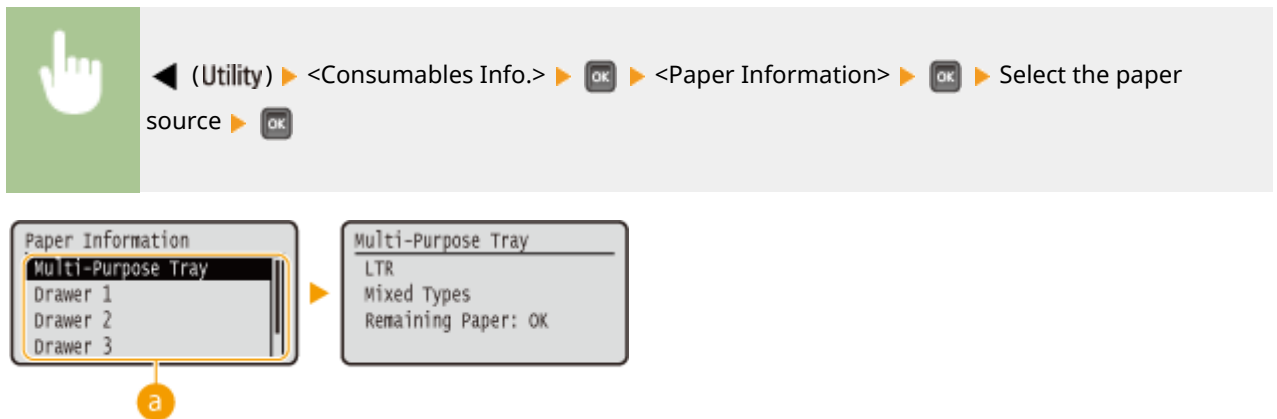 (Utility) <Consumables Info.> OK <Paper Information> OK Select the paper
source OK
Paper Information
Multi-Purpose Tray
Drawer 1
Drawer 2
Drawer 3
Multi-Purpose Tray
LTR
Mixed Types
Remaining Paper: OK
a